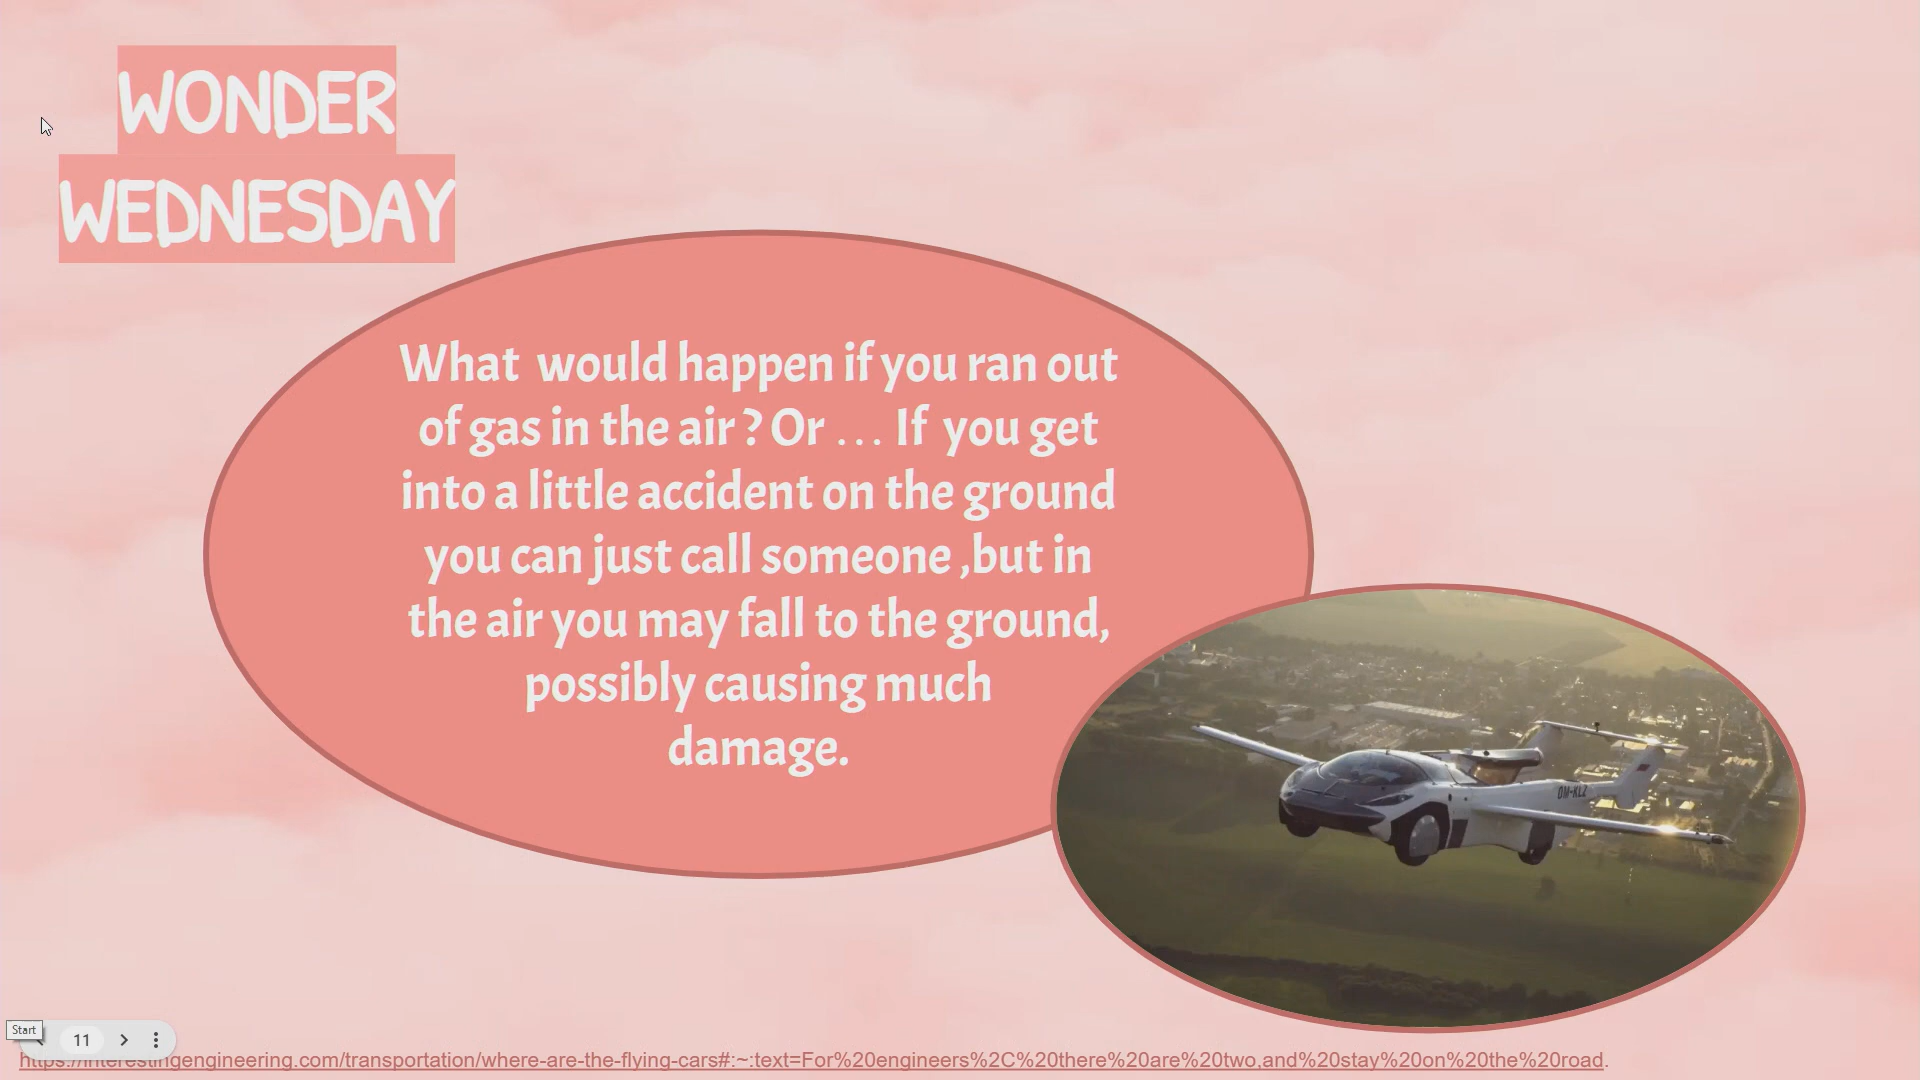 WONDER
WEDNESDAY
What would happen if you ran out
of gas in the air ? Or . . . If you get
into a little accident on the ground
you can just call someone ,but in
the air you may fall to the ground,
possibly causing much
damage.
OM-KLZ
Start
11
https://interestingengineering.com/transportation/where-are-the-flying-cars#:~:text=For%20engineers%2C%20there%20are%20two,and%20stay%20on%20the%20road.